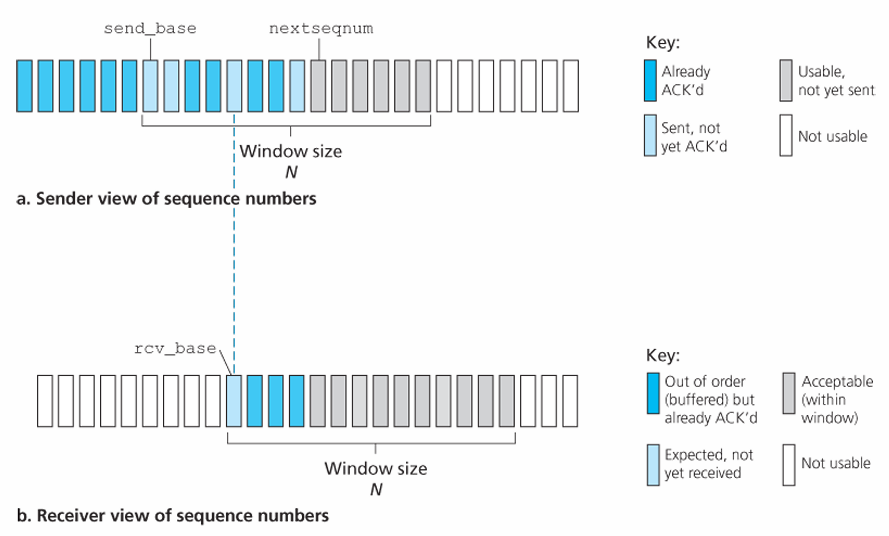 send_base
nextseqnum
Key:
Already
ACK'd
Usable,
not yet sent
Sent, not
yet ACK'd
Not usable
Window size
N
a. Sender view of sequence numbers
rcv_base
Key:
Out of order
(buffered) but
already ACK'd
Acceptable
(within
window)
Expected, not
yet received
Not usable
Window size
N
b. Receiver view of sequence numbers